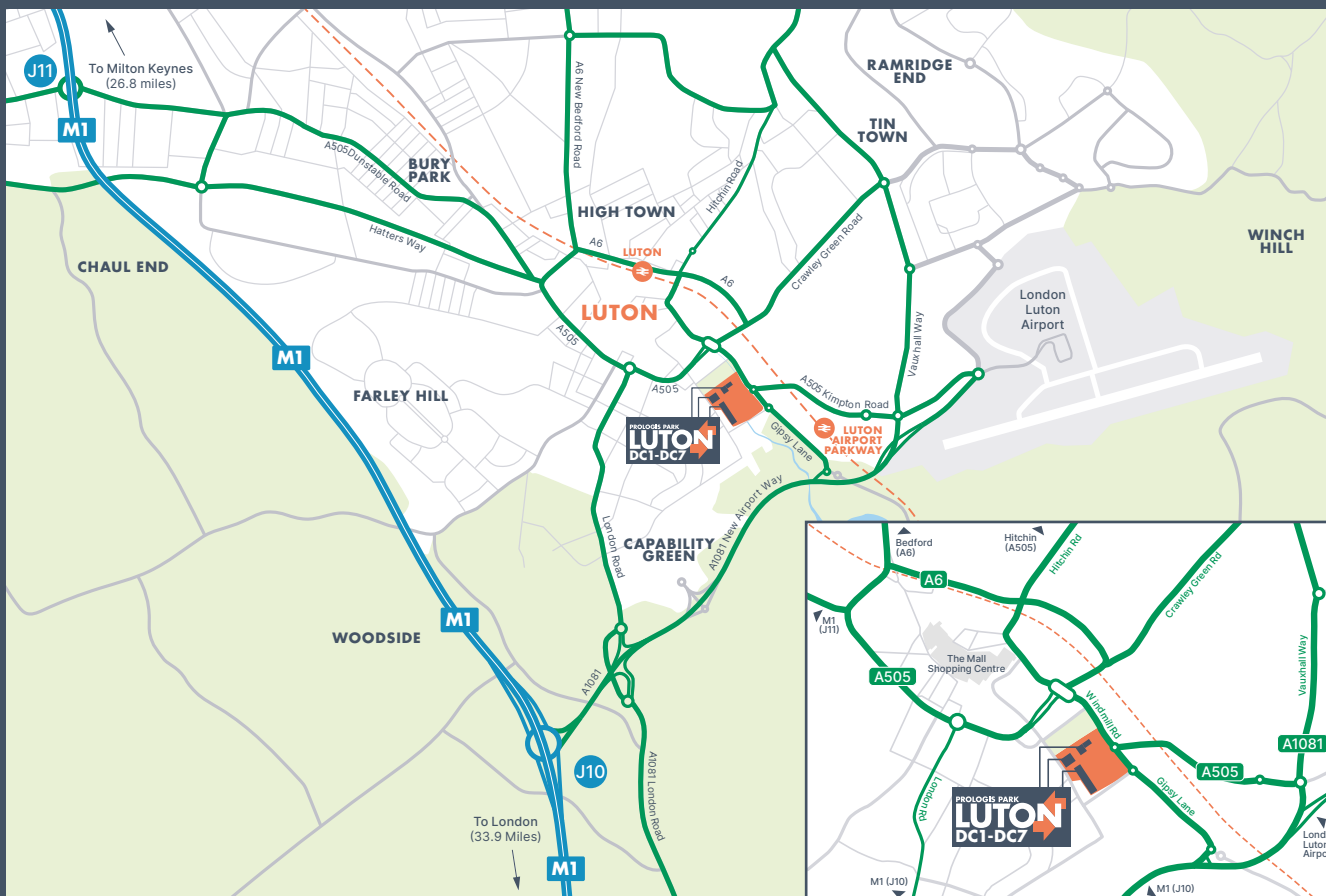 J11
To Milton Keynes
(26.8 miles)
M1
A6 New Bedford Road
RAMRIDGE
END
TIN
TOWN
A505 Dunstable Road
BURY
PARK
Hitchin Road
HIGH TOWN
Hatters Way
A6
LUTON
A6
Crawley Green Road
WINCH
HILL
CHAUL END
London
Luton
Airport
LUTON
A505
Vauxhall Way
M1
FARLEY HILL
A505
A505 Kimpton Road
PROLOGIS PARK
LUTON
DC1-DC7
Gipsy Lane
LUTON
AIRPORT
PARKWAY
A1081 New Airport Way
London Road
CAPABILITY
GREEN
M1
WOODSIDE
A1081
J10
A1081 London Road
To London
(33.9 Miles)
M1
Bedford
(A6)
Hitchin
(A505)
Hitchin Rd
Crawley Green Rd
A6
M1
(J11)
The Mall
Shopping Centre
A505
Vauxhall Way
Windmill Rd
A1081
A505
Gipsy Lane
London Rd
PROLOGIS PARK
LUTON
DC1-DC7
Lond
Luton
Airpo
M1 (J10)
M1 (J10)